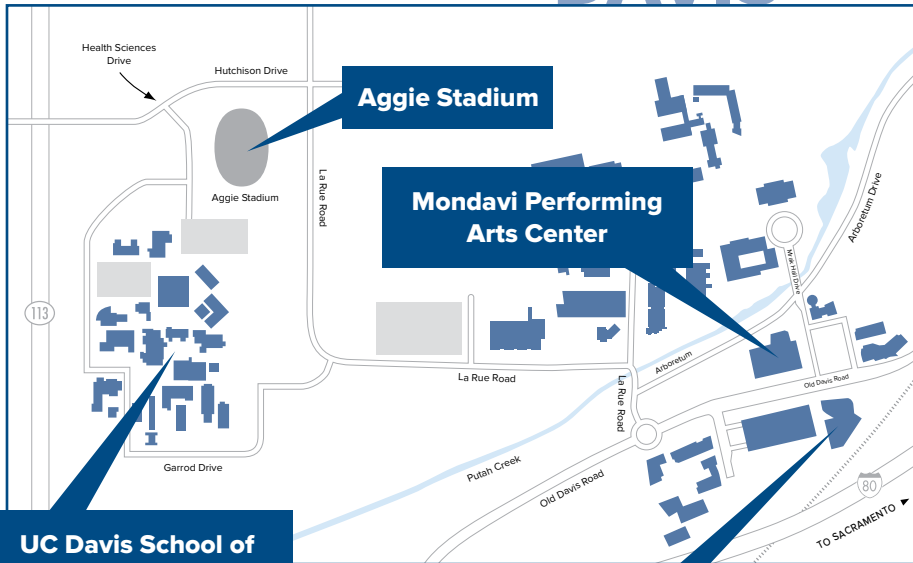 DAVIS
Health Sciences
Drive
Hutchison Drive
Aggie Stadium
Aggie Stadium
La Rue Road
Mondavi Performing
Arts Center
Arboretum Drive
Mrak Hall Drive
113
Arboretum
La Rue Road
La Rue Road
Old Davis Road
Garrod Drive
Putah Creek
Old Davis Road
80
TO SACRAMENTO
UC Davis School of